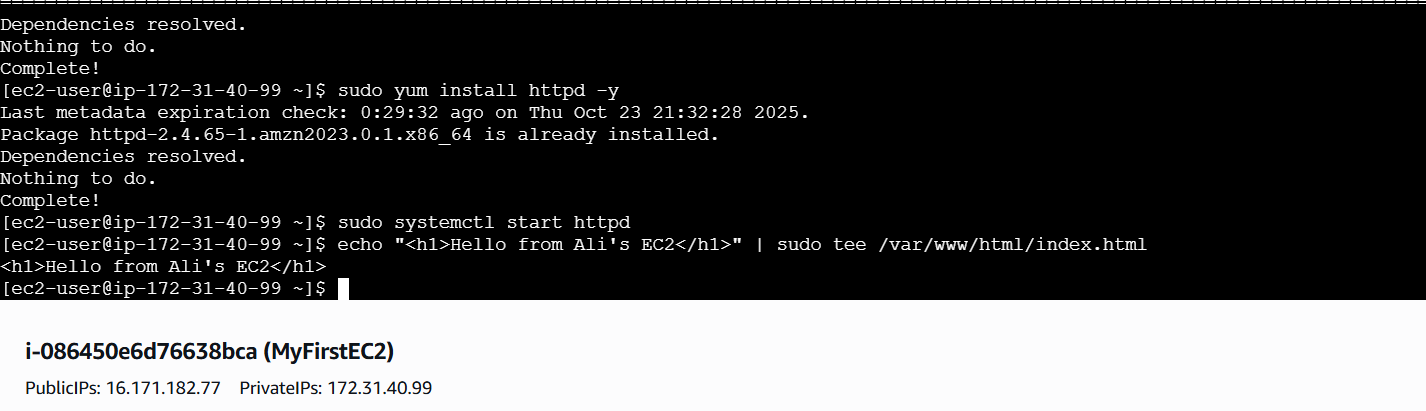 Dependencies resolved.
Nothing to do.
Complete!
[ec2-user@ip-172-31-40-99 ~]$ sudo yum install httpd -y
Last metadata expiration check: 0:29:32 ago on Thu Oct 23 21:32:28 2025.
Package httpd-2.4.65-1.amzn2023.0.1.x86_64 is already installed.
Dependencies resolved.
Nothing to do.
Complete!
[ec2-user@ip-172-31-40-99 ~]$ sudo systemctl start httpd
[ec2-user@ip-172-31-40-99 ~]$ echo "<h1>Hello from Ali's EC2</h1>" | sudo tee /var/www/html/index.html
<h1>Hello from Ali's EC2</h1>
[ec2-user@ip-172-31-40-99 ~]$
i-086450e6d76638bca (MyFirstEC2)
PublicIPs: 16.171.182.77 PrivateIPs: 172.31.40.99